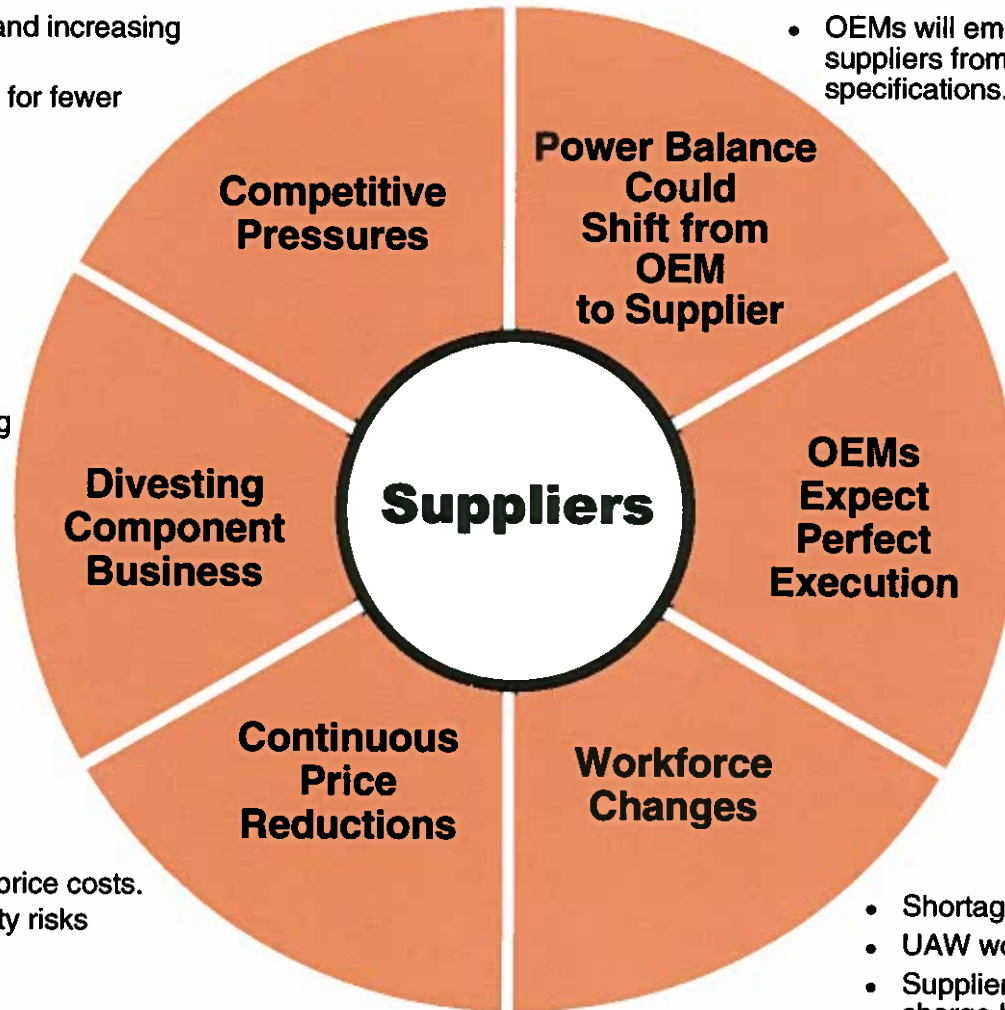 and increasing
for fewer
• OEMs will em
suppliers from
specifications.
Competitive
Pressures
Power Balance
Could
Shift from
OEM
to Supplier
g
Divesting
Component
Business
Suppliers
OEMs
Expect
Perfect
Execution
Continuous
Price
Reductions
Workforce
Changes
price costs.
ty risks
• Shortag
• UAW wo
• Supplier